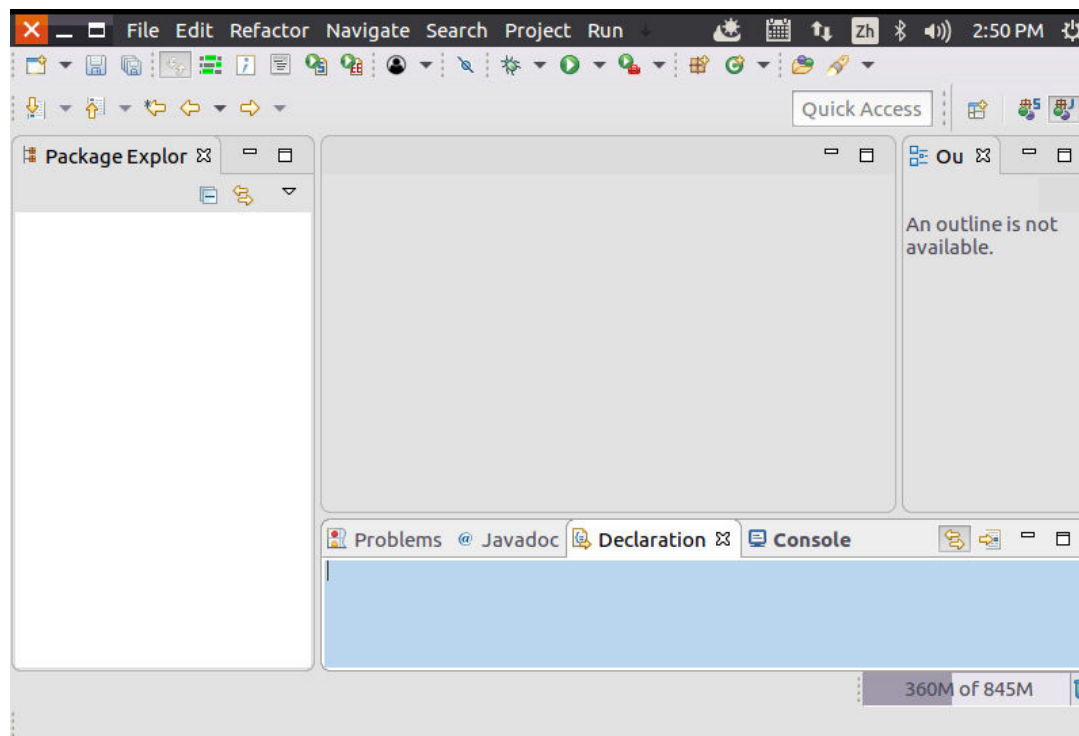 File Edit Refactor Navigate Search Project Run Zh 2:50 PM
Quick Access
Package Explor
Ou
An outline is not
available.
Problems @ Javadoc Declaration Console
360M of 845M